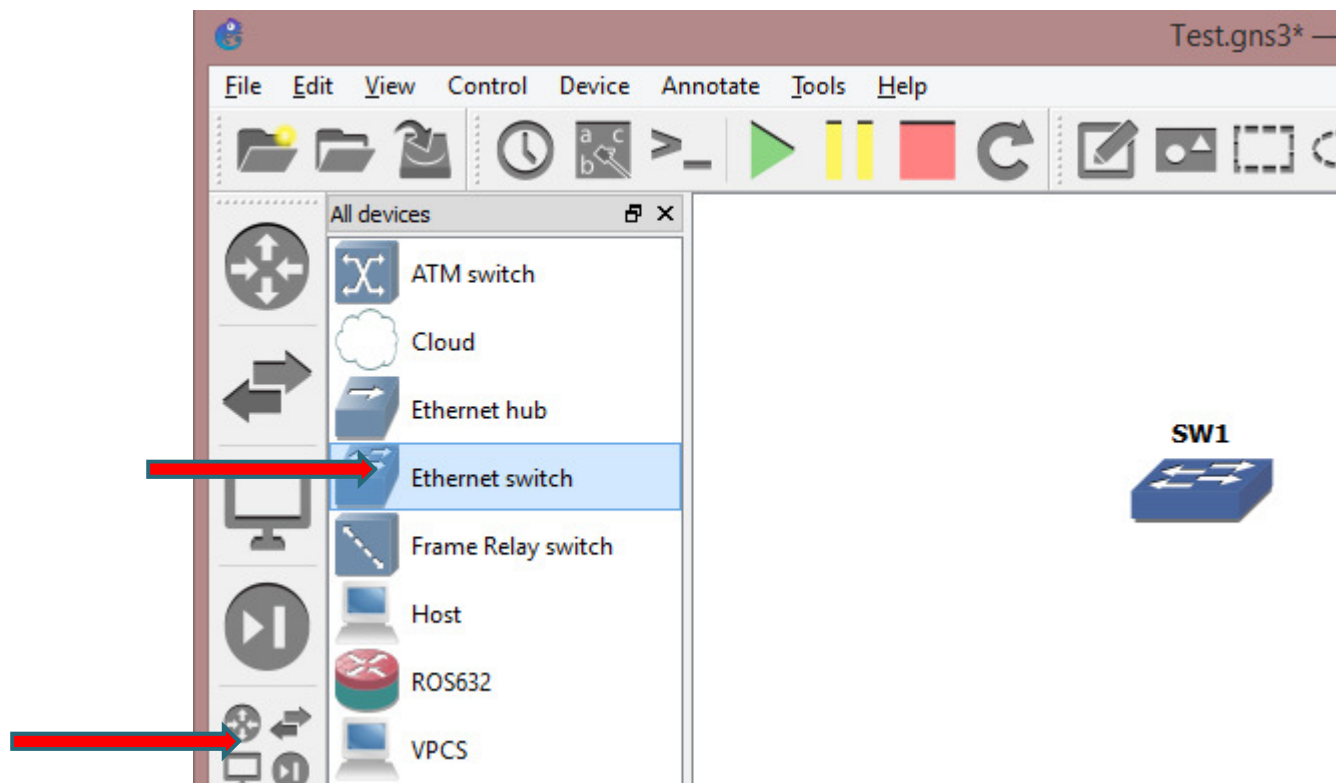 Test.gns3* —
File Edit View Control Device Annotate Tools Help
a c
b
>_
All devices
ATM switch
Cloud
Ethernet hub
SW1
Ethernet switch
Frame Relay switch
Host
ROS632
VPCS